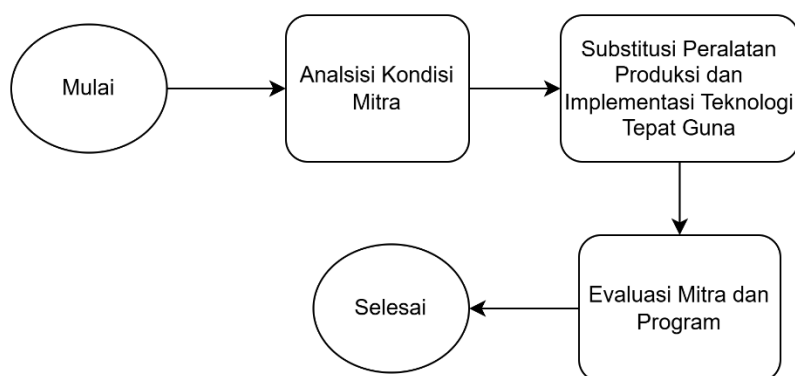 Mulai
Analsisi Kondisi
Mitra
Substitusi Peralatan
Produksi dan
Implementasi Teknologi
Tepat Guna
Evaluasi Mitra dan
Program
Selesai